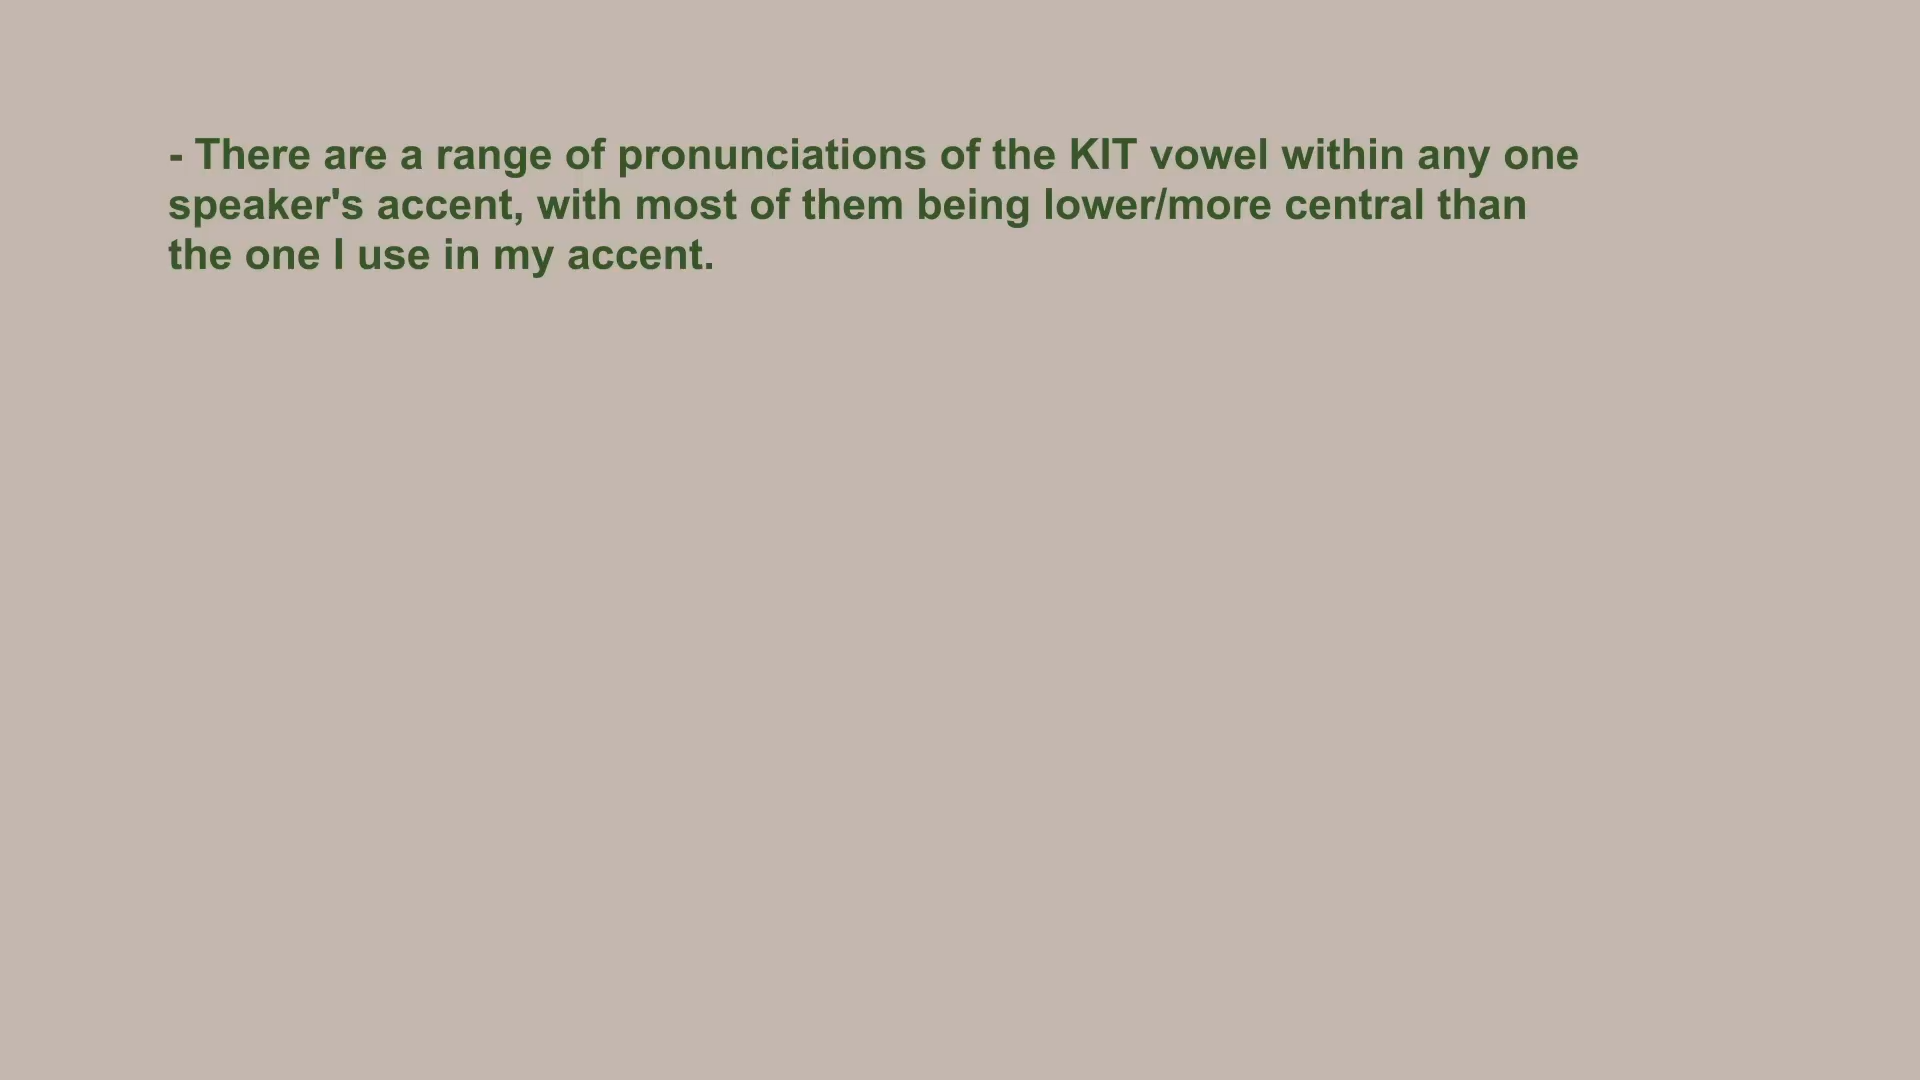 - There are a range of pronunciations of the KIT vowel within any one
speaker's accent, with most of them being lower/more central than
the one I use in my accent.